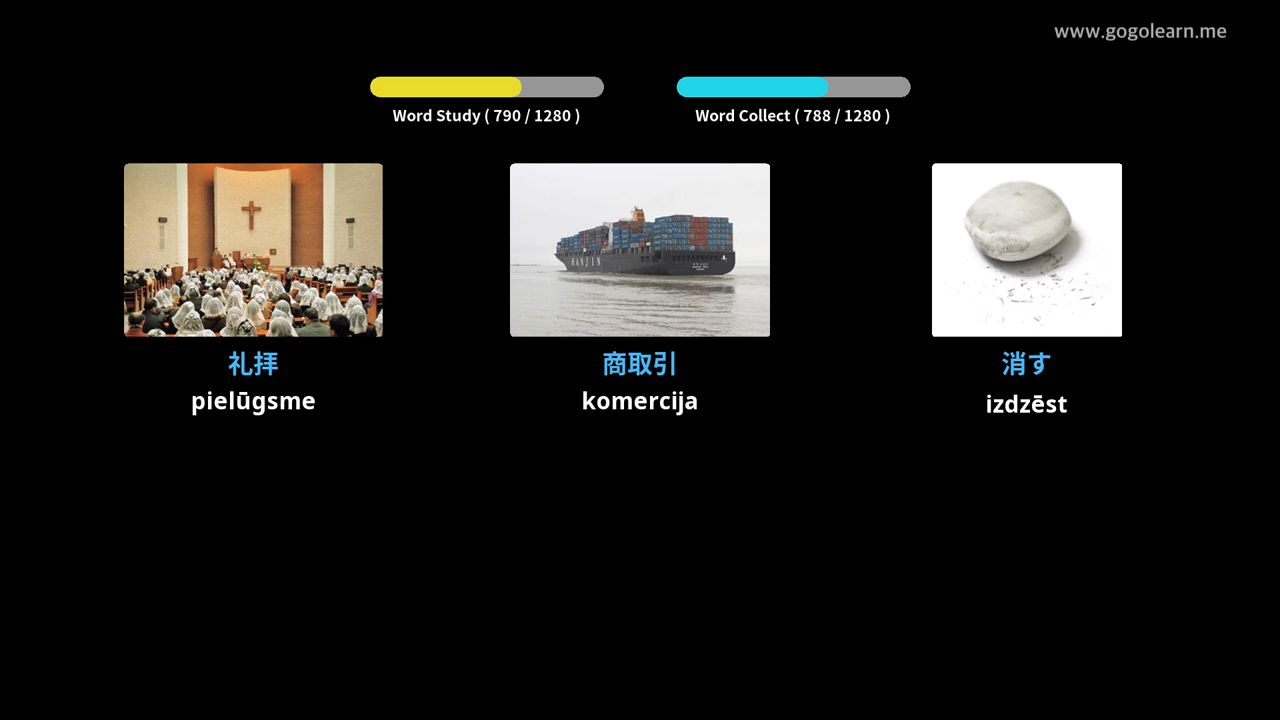 www.gogolearn.me
Word Study ( 790 / 1280 )
Word Collect ( 788 / 1280 )
HANJIN
礼拝
商取引
消す
pielūgsme
komercija
izdzēst